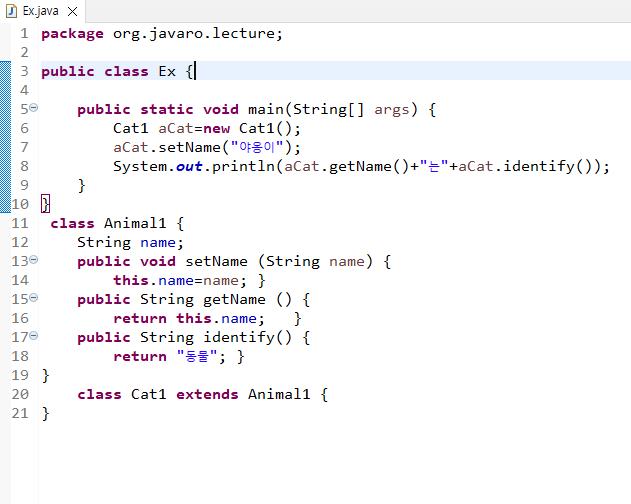 Ex.java
1 package org.javaro.lecture;
2
3 public class Ex {
4
5 public static void main(String[] args) {
6 Cat1 aCat=new Cat1();
7 aCat.setName("야옹이");
8 System.out.println(aCat.getName()+"는"+aCat.identify());
9 }
10 }
11 class Animal1 {
12 String name;
13 public void setName (String name) {
14 this.name=name; }
15 public String getName () {
16 return this.name; }
17 public String identify() {
18 return "동물"; }
19 }
20 class Cat1 extends Animal1 {
21 }